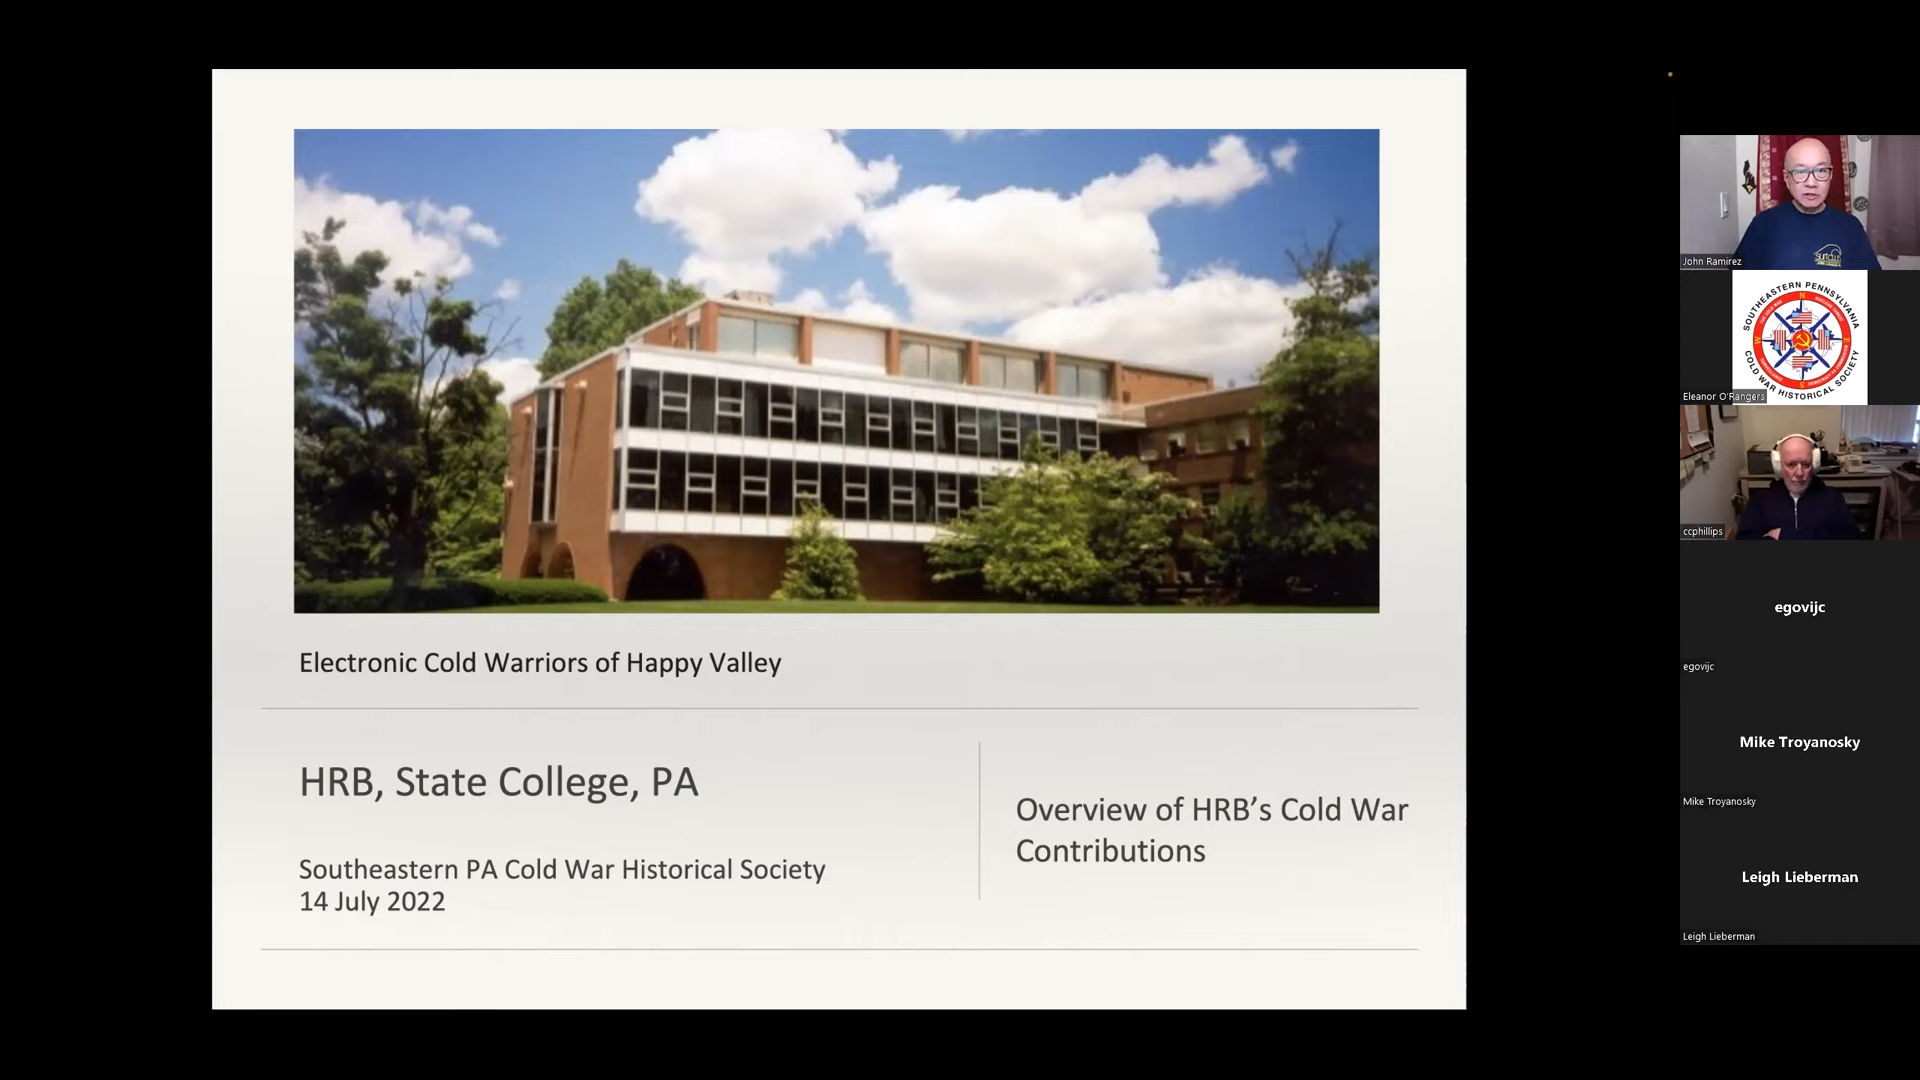 Electronic Cold Warriors of Happy Valley
HRB, State College, PA
Southeastern PA Cold War Historical Society
14 July 2022
Overview of HRB’s Cold War
Contributions
John Ramirez
SOUTHEASTERN PENNSYLVANIA
COLD WAR HISTORICAL SOCIETY
Eleanor O'Rangers
ccphillips
egovijc
egovijc
Mike Troyanosky
Mike Troyanosky
Leigh Lieberman
Leigh Lieberman